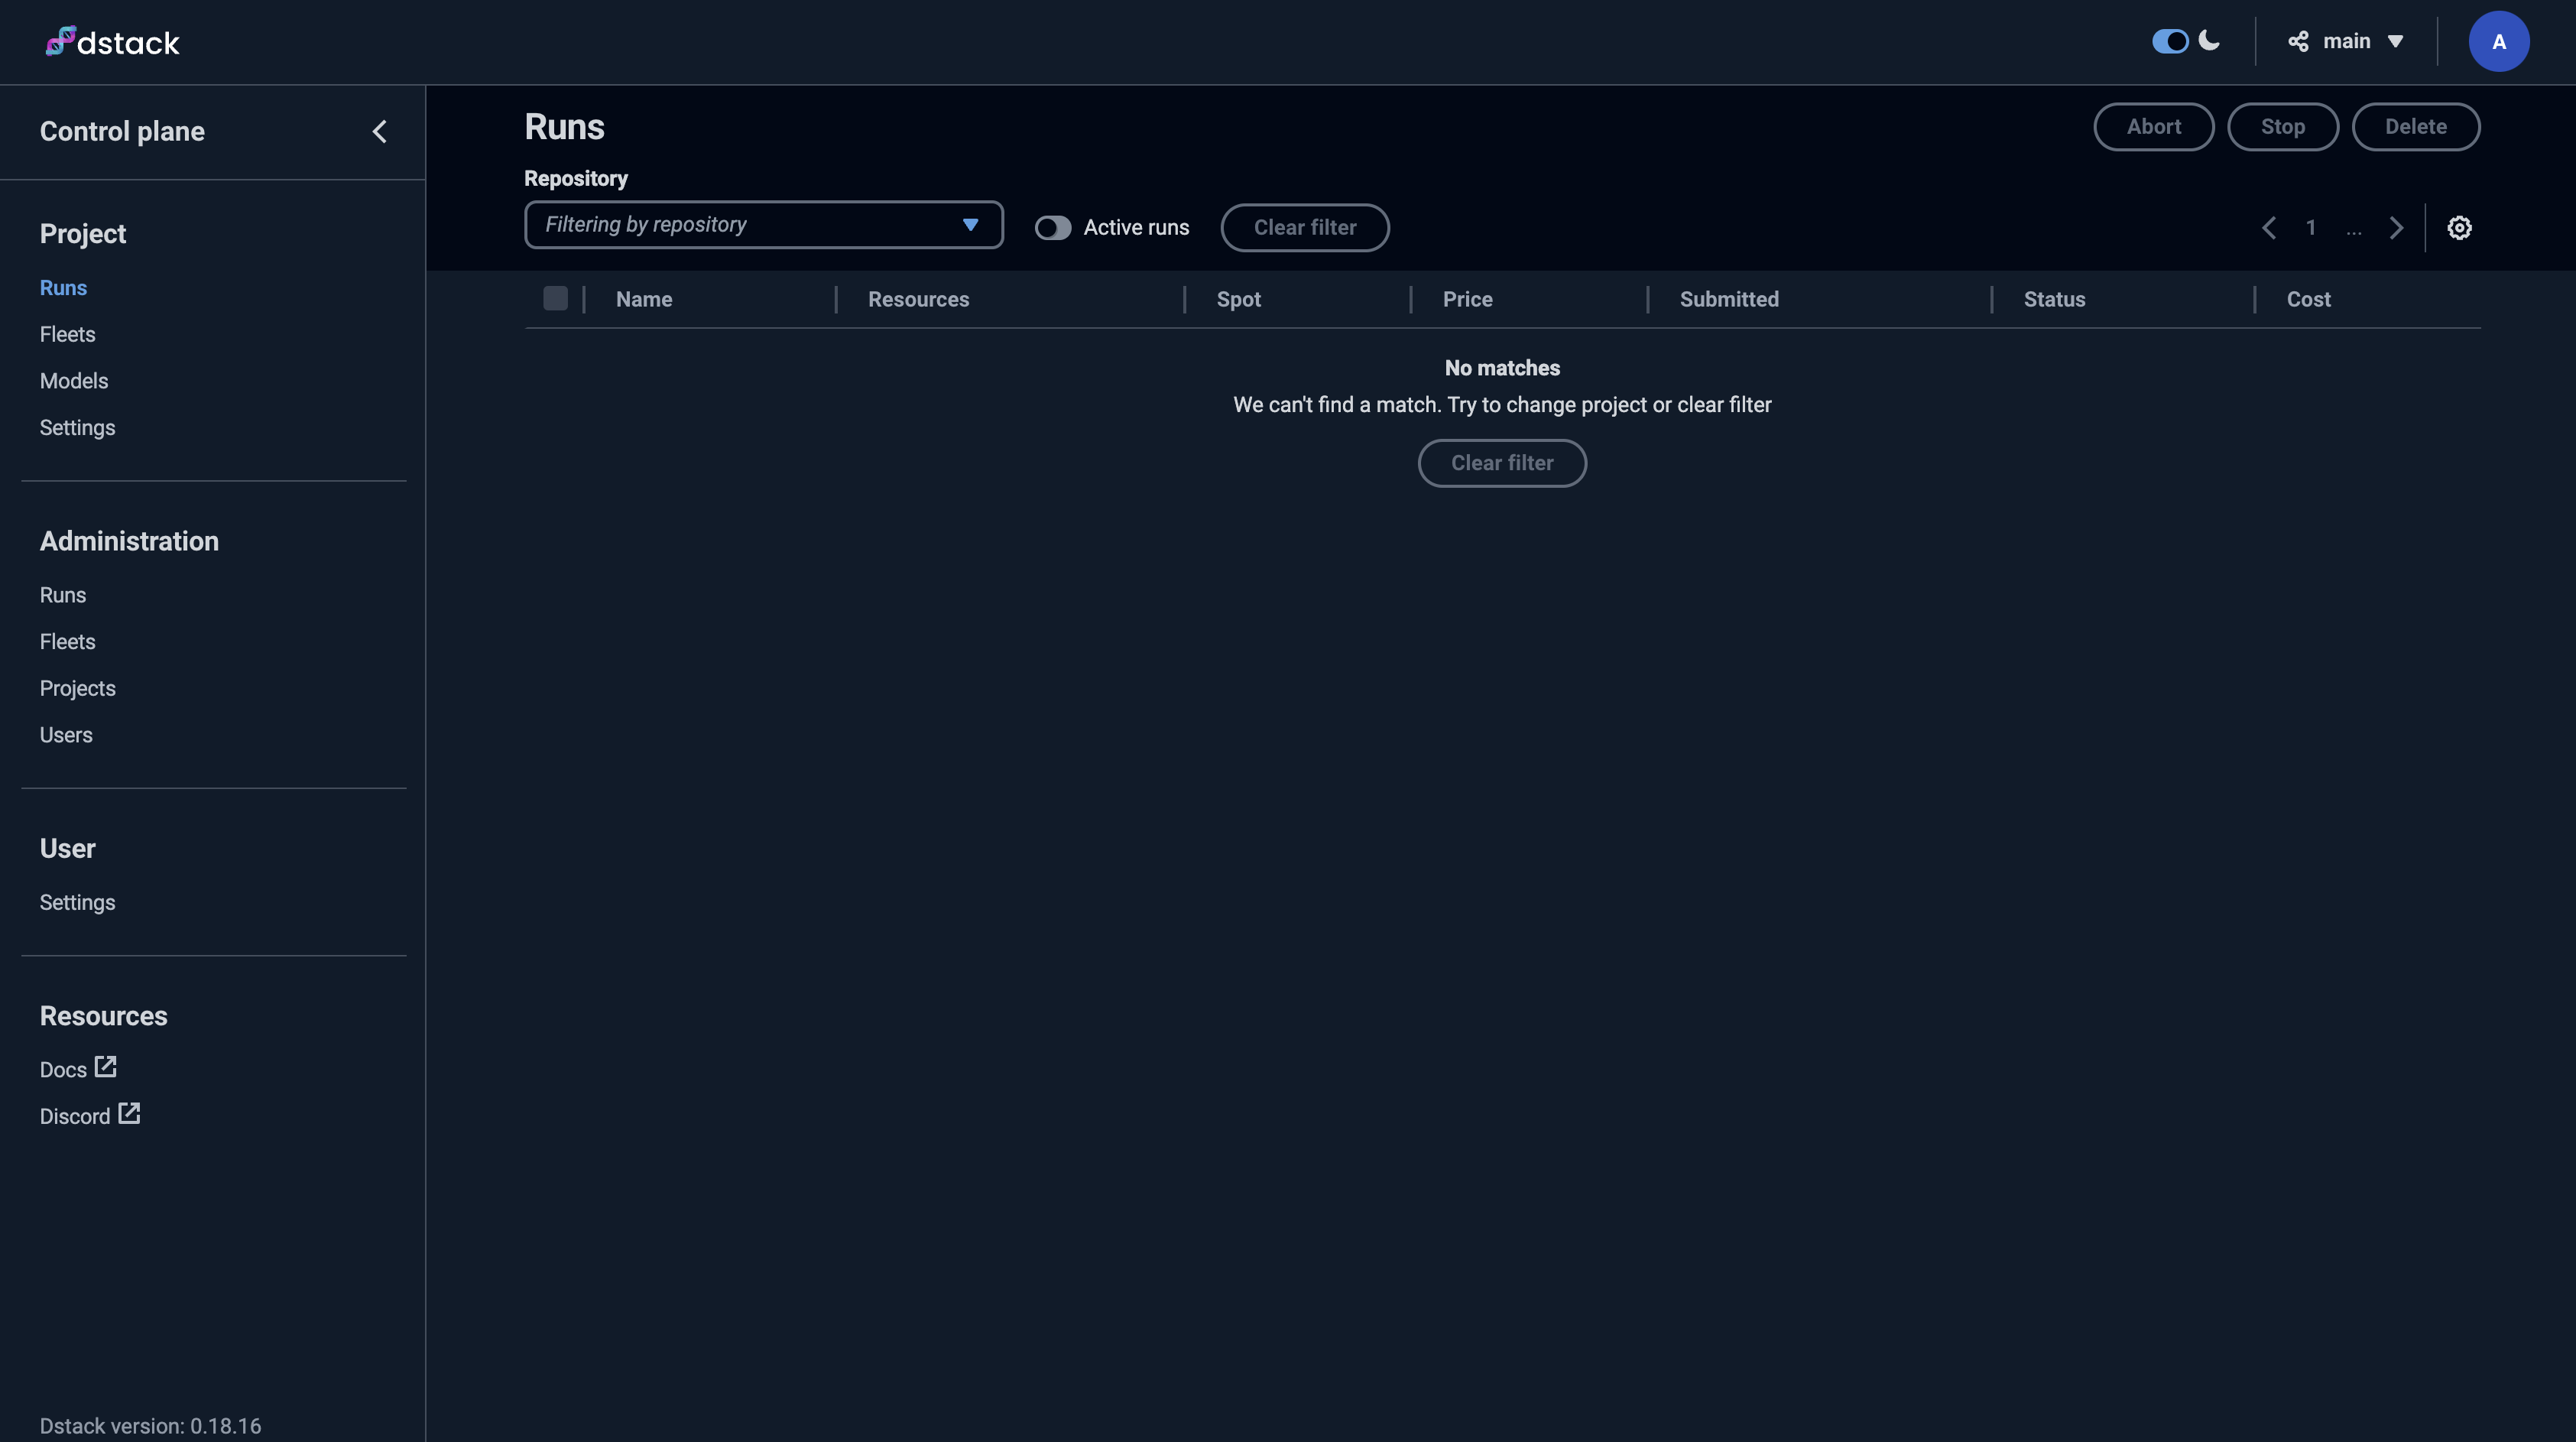 dstack
main
A
Control plane
Project
Runs
Fleets
Models
Settings
Administration
Runs
Fleets
Projects
Users
User
Settings
Resources
Docs
Discord
Dstack version: 0.18.16
Runs
Abort Stop Delete
Repository
Filtering by repository
Active runs
Clear filter
1 ...
Name Resources Spot Price Submitted Status Cost
No matches
We can't find a match. Try to change project or clear filter
Clear filter